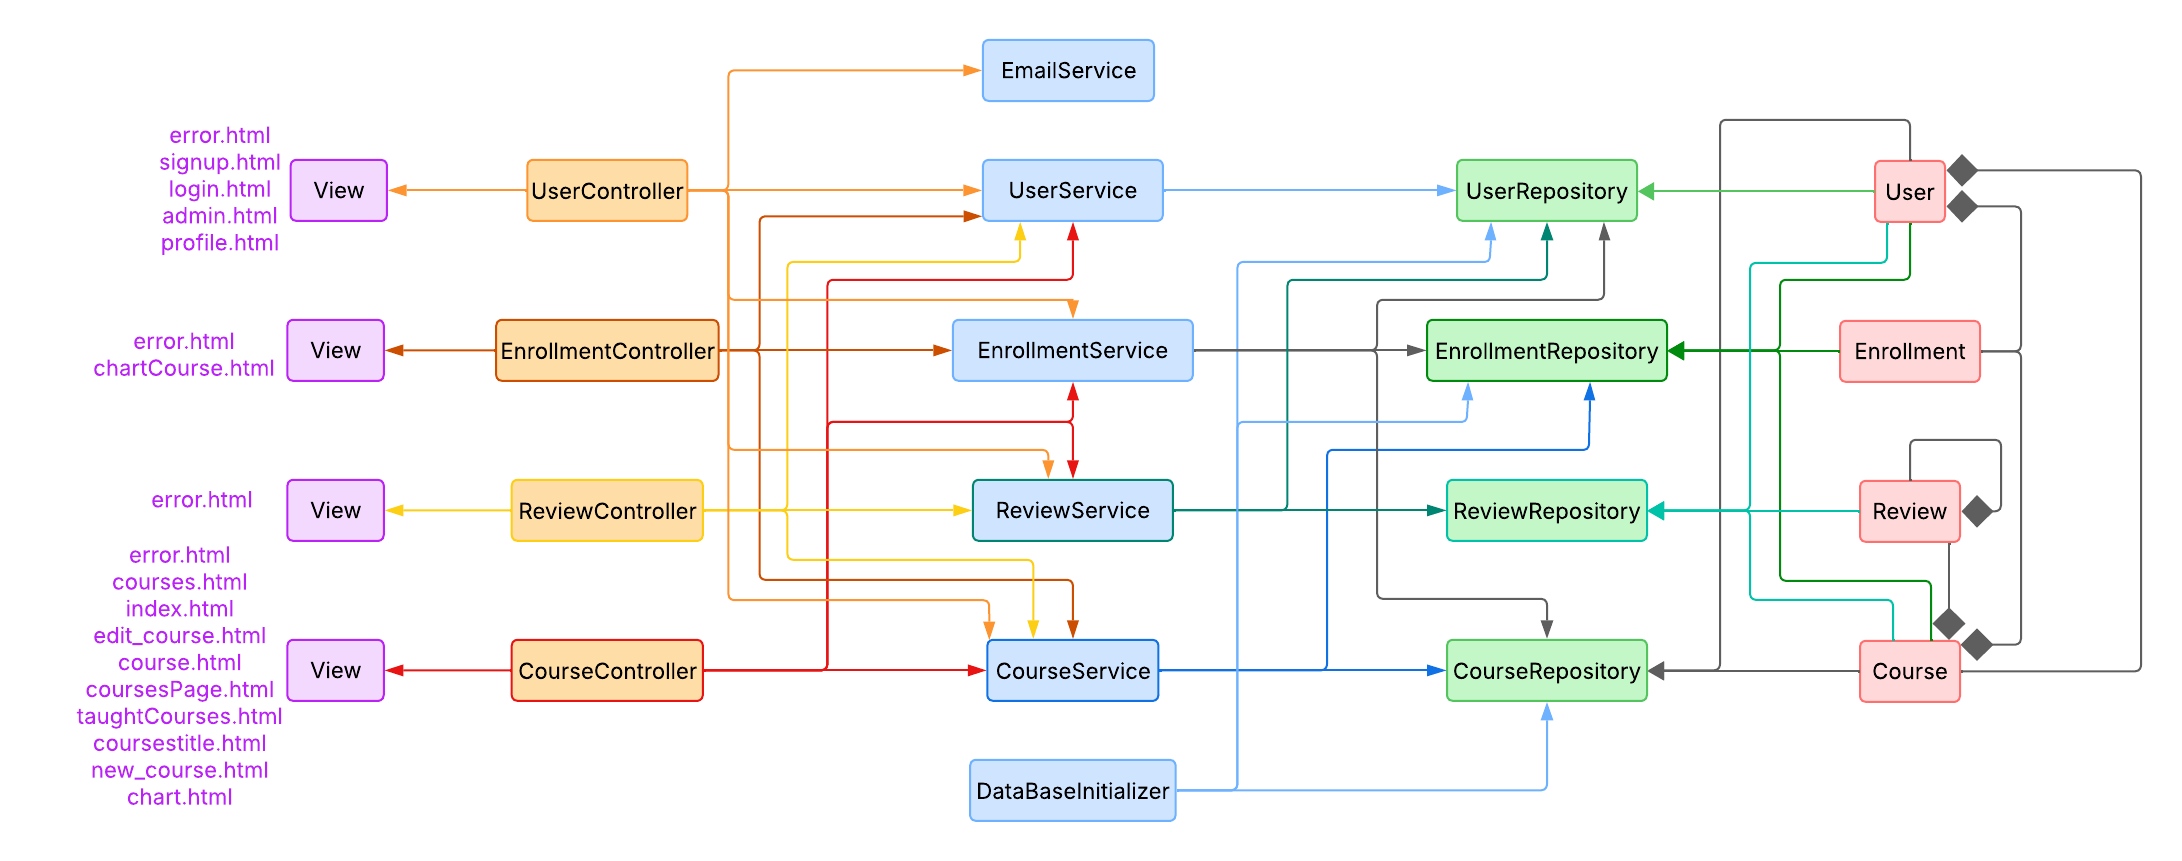 EmailService
error.html
signup.html
login.html
admin.html
profile.html
View
UserController
UserService
UserRepository
User
error.html
chartCourse.html
View
EnrollmentController
EnrollmentService
EnrollmentRepository
Enrollment
error.html
View
ReviewController
ReviewService
ReviewRepository
Review
error.html
courses.html
index.html
edit_course.html
course.html
coursesPage.html
taughtCourses.html
coursestitle.html
new_course.html
chart.html
View
CourseController
CourseService
CourseRepository
Course
DataBaseInitializer